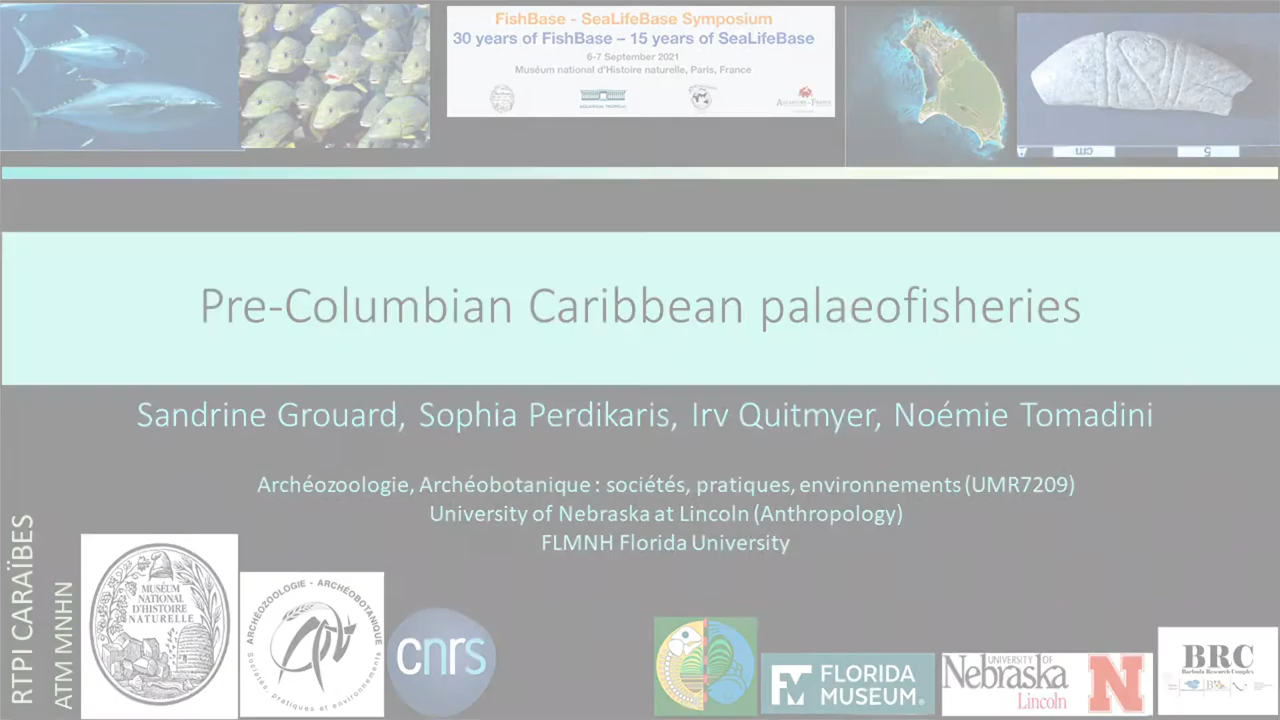 FishBase - SeaLifeBase Symposium
30 years of FishBase – 15 years of SeaLifeBase
6-7 September 2021
Muséum national d'Histoire naturelle, Paris, France
cm
5
Pre-Columbian Caribbean palaeofisheries
Sandrine Grouard, Sophia Perdikaris, Irv Quitmyer, Noémie Tomadini
Archéozoologie, Archéobotanique : sociétés, pratiques, environnements (UMR7209)
University of Nebraska at Lincoln (Anthropology)
FLMNH Florida University
RTPI CARAÏBES
ATM MNHN
MUSÉUM
NATIONAL
D'HISTOIRE
NATURELLE
ARCHÉOZOOLOGIE - ARCHÉOBOTANIQUE
Sociétés, pratiques et environnements
cnrs
FLORIDA
MUSEUM.
UNIVERSITY OF
Nebraska
Lincoln
N
BRC
Barbuda Research Complex